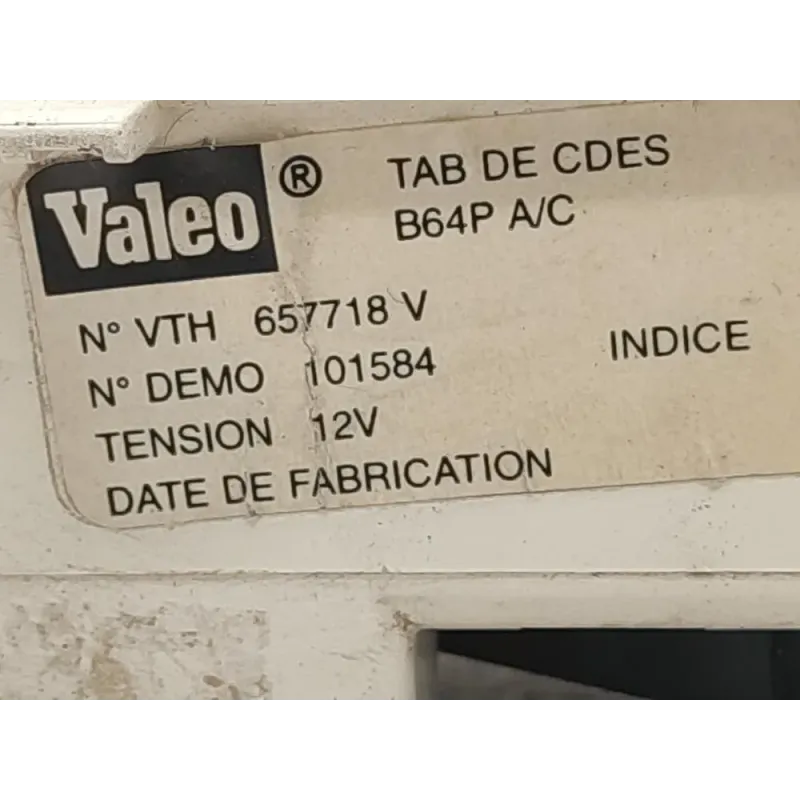 Valeo ® TAB DE CDES
B64P A/C
N° VTH 657718 V
N° DEMO 101584 INDICE
TENSION 12V
DATE DE FABRICATION